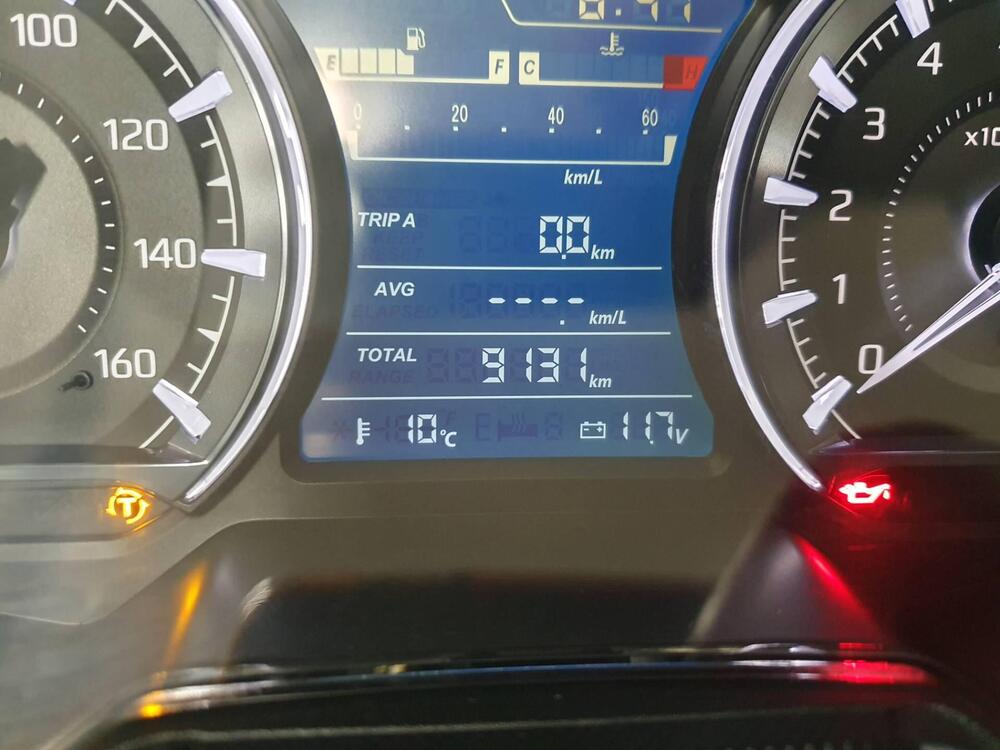 100
120
140
160
E F C H
0 20 40 60
km/L
TRIP A 0.0 km
AVG ----.- km/L
TOTAL 9131 km
10 °C 11.7 V
T
4
3
2
1
0
x10